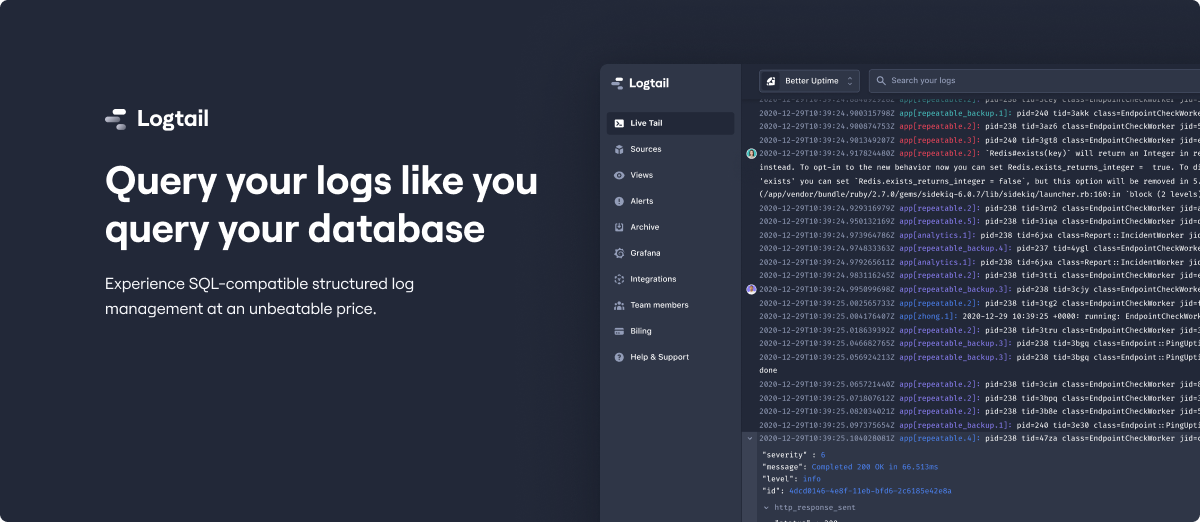 Logtail
Query your logs like you
query your database
Experience SQL-compatible structured log
management at an unbeatable price.
Logtail
Live Tail
Sources
Views
Alerts
Archive
Grafana
Integrations
Team members
Biling
Help & Support
Better Uptime
Search your logs
2020-12-29T10:39:24.900315798Z app[repeatable_backup.1]: pid=240 tid=3akk class=EndpointCheckWorker jid=
2020-12-29T10:39:24.900874753Z app[repeatable.2]: pid=238 tid=3az6 class=EndpointCheckWorker jid=5
2020-12-29T10:39:24.901349207Z app[repeatable.3]: pid=240 tid=3gt8 class=EndpointCheckWorker jid=
2020-12-29T10:39:24.917824480Z app[repeatable.2]: `Redis#exists(key)` will return an Integer in re
instead. To opt-in to the new behavior now you can set Redis.exists_returns_integer = true. To di
'exists' you can set `Redis.exists_returns_integer = false`, but this option will be removed in 5.
(/app/vendor/bundle/ruby/2.7.0/gems/sidekiq-6.0.7/lib/sidekiq/launcher.rb:160:in `block (2 levels)
2020-12-29T10:39:24.929316979Z app[repeatable.2]: pid=238 tid=3rn2 class=EndpointCheckWorker jid=
2020-12-29T10:39:24.950132169Z app[repeatable.5]: pid=238 tid=3iqa class=EndpointCheckWorker jid=
2020-12-29T10:39:24.973964786Z app[analytics.1]: pid=238 tid=6jxa class=Report::IncidentWorker jid
2020-12-29T10:39:24.974833363Z app[repeatable_backup.4]: pid=237 tid=4ygl class=EndpointCheckWorke
2020-12-29T10:39:24.979265611Z app[analytics.1]: pid=238 tid=6jxa class=Report::IncidentWorker jid
2020-12-29T10:39:24.983116245Z app[repeatable.2]: pid=238 tid=3tti class=EndpointCheckWorker jid=
2020-12-29T10:39:24.995099698Z app[repeatable_backup.3]: pid=238 tid=3cjy class=EndpointCheckWorke
2020-12-29T10:39:25.002565733Z app[repeatable.2]: pid=238 tid=3tg2 class=EndpointCheckWorker jid=f
2020-12-29T10:39:25.004176407Z app[zhong.1]: 2020-12-29 10:39:25 +0000: running: EndpointCheckWork
2020-12-29T10:39:25.018639392Z app[repeatable.2]: pid=238 tid=3tru class=EndpointCheckWorker jid=
2020-12-29T10:39:25.046682765Z app[repeatable_backup.3]: pid=238 tid=3bgq class=Endpoint::PingUpti
2020-12-29T10:39:25.056924213Z app[repeatable_backup.3]: pid=238 tid=3bgq class=Endpoint::PingUpti
done
2020-12-29T10:39:25.065721440Z app[repeatable.2]: pid=238 tid=3cim class=EndpointCheckWorker jid=8
2020-12-29T10:39:25.071807612Z app[repeatable.2]: pid=238 tid=3bpq class=EndpointCheckWorker jid=
2020-12-29T10:39:25.082034021Z app[repeatable.2]: pid=238 tid=3b8e class=EndpointCheckWorker jid=5
2020-12-29T10:39:25.097375654Z app[repeatable_backup.1]: pid=240 tid=3e30 class=Endpoint::PingUpti
2020-12-29T10:39:25.104028081Z app[repeatable.4]: pid=238 tid=47za class=EndpointCheckWorker jid=
"severity" : 6
"message": Completed 200 OK in 66.513ms
"level": info
"id": 4dcd0146-4e8f-11eb-bfd6-2c6185e42e8a
http_response_sent